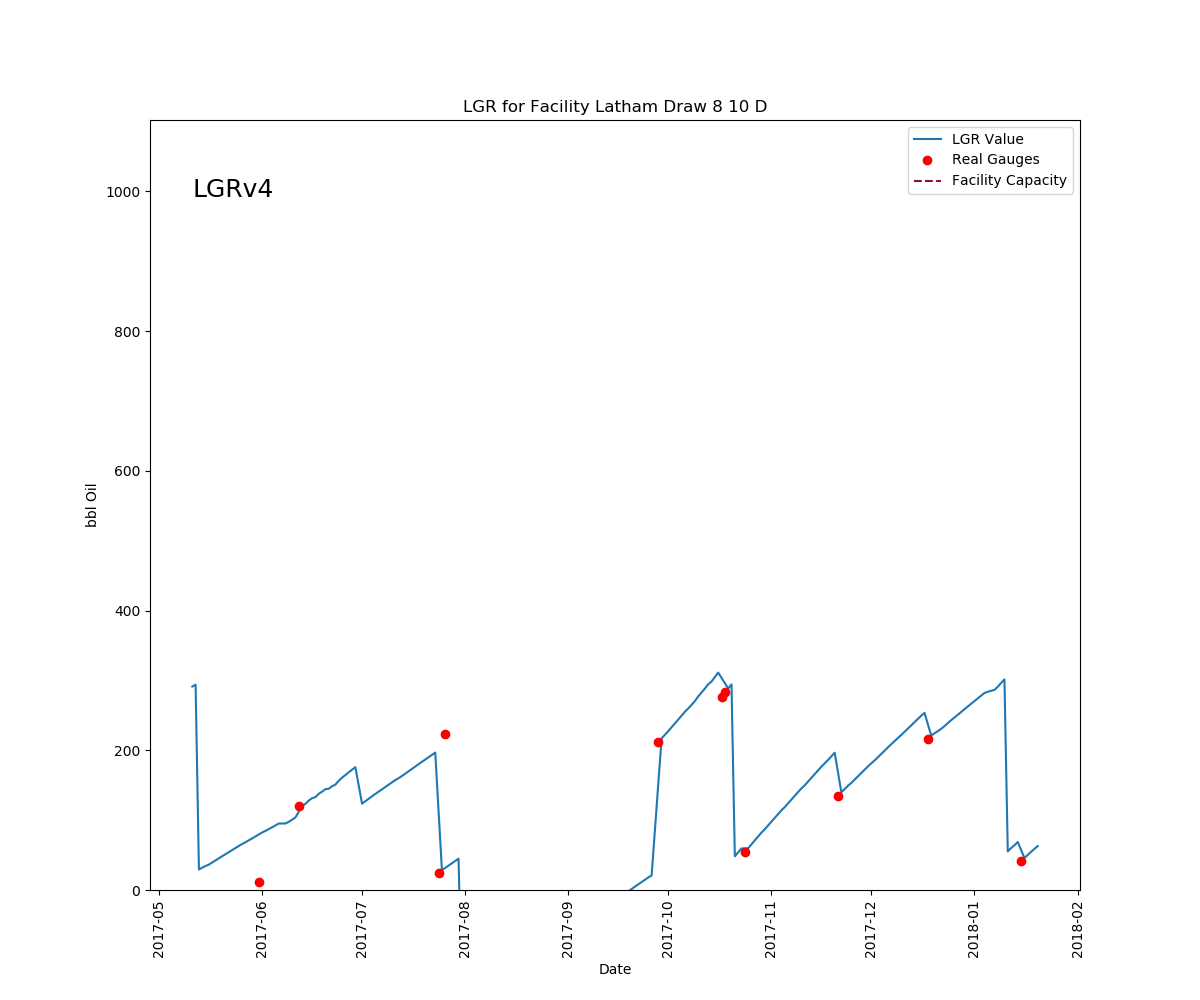 LGR for Facility Latham Draw 8 10 D
LGRv4
LGR Value
Real Gauges
Facility Capacity
1000
800
600
400
200
0
bbl Oil
2017-05
2017-06
2017-07
2017-08
2017-09
2017-10
2017-11
2017-12
2018-01
2018-02
Date